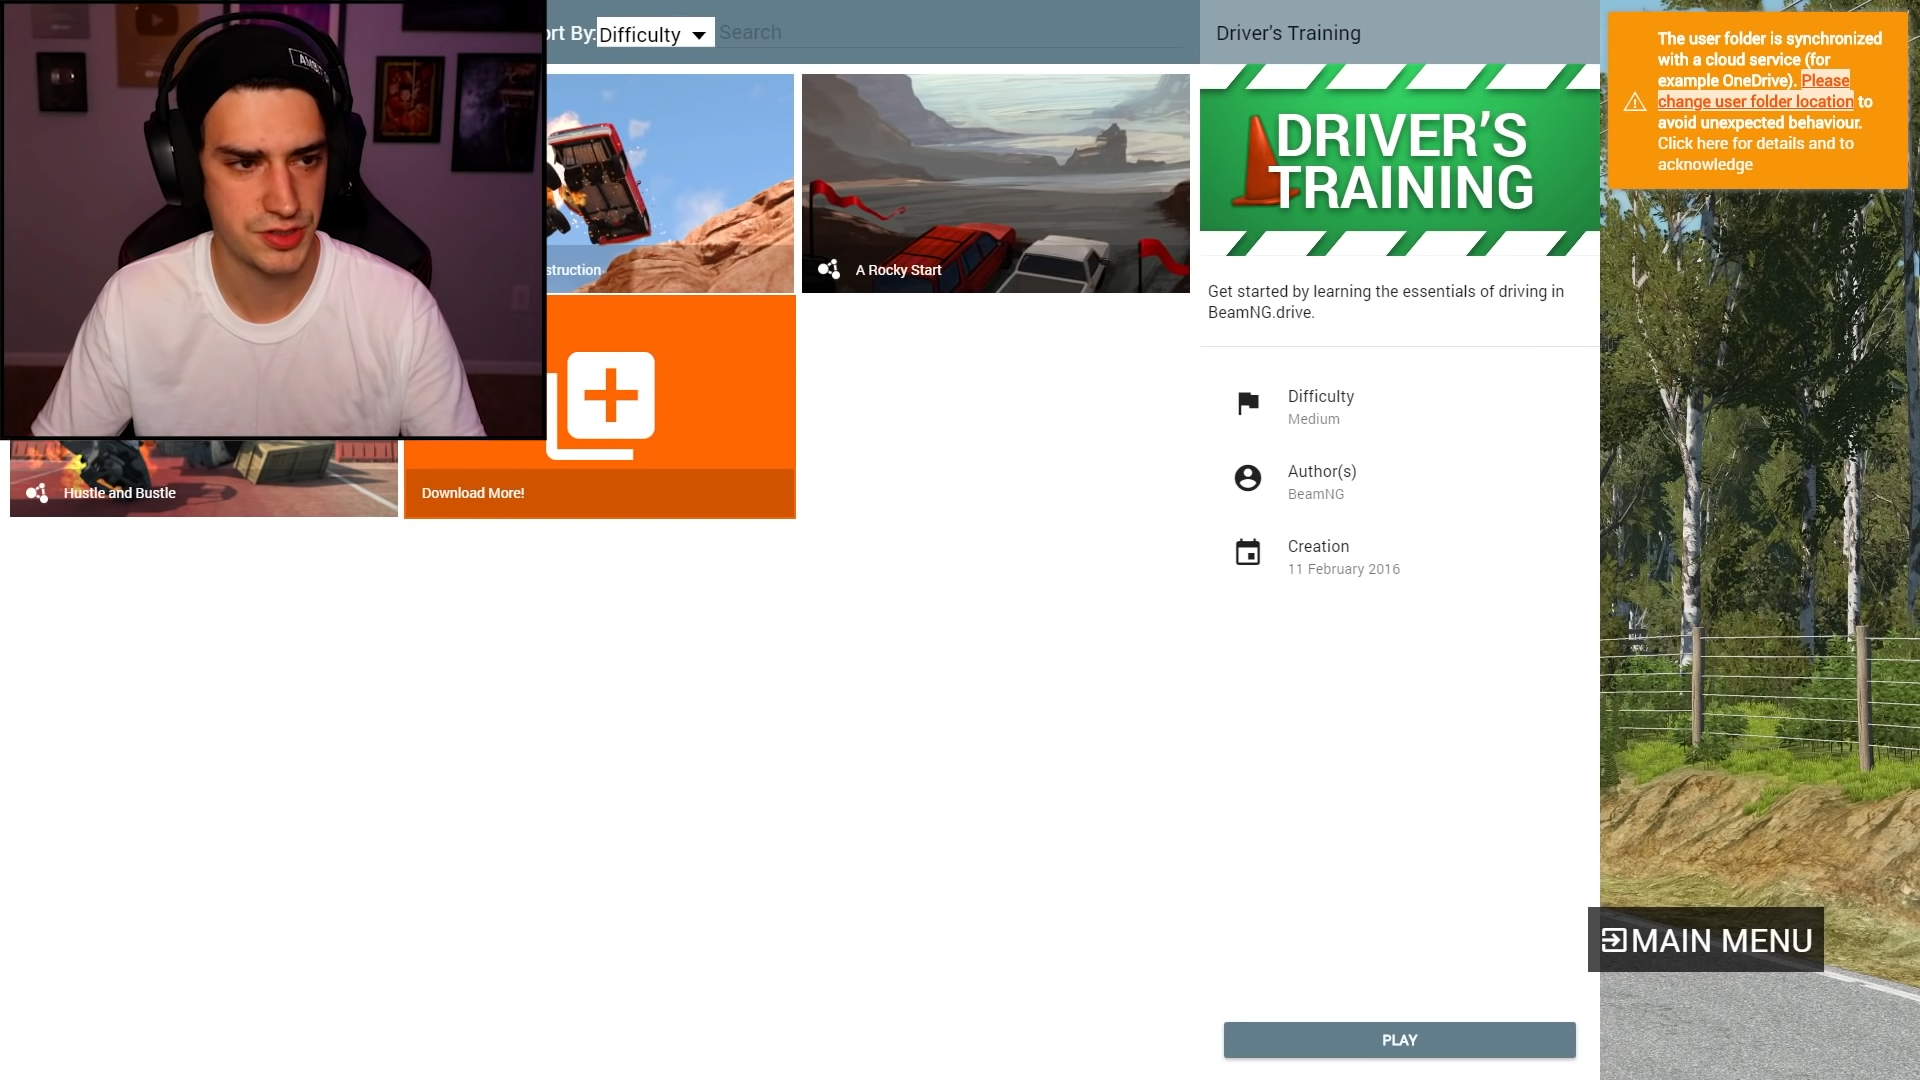 ort By:
Difficulty
Search
Driver's Training
The user folder is synchronized
with a cloud service (for
example OneDrive). Please
change user folder location to
avoid unexpected behaviour.
Click here for details and to
acknowledge
DRIVER'S
TRAINING
struction
A Rocky Start
Get started by learning the essentials of driving in
BeamNG.drive.
Difficulty
Medium
Author(s)
BeamNG
Creation
11 February 2016
Hustle and Bustle
Download More!
MAIN MENU
PLAY